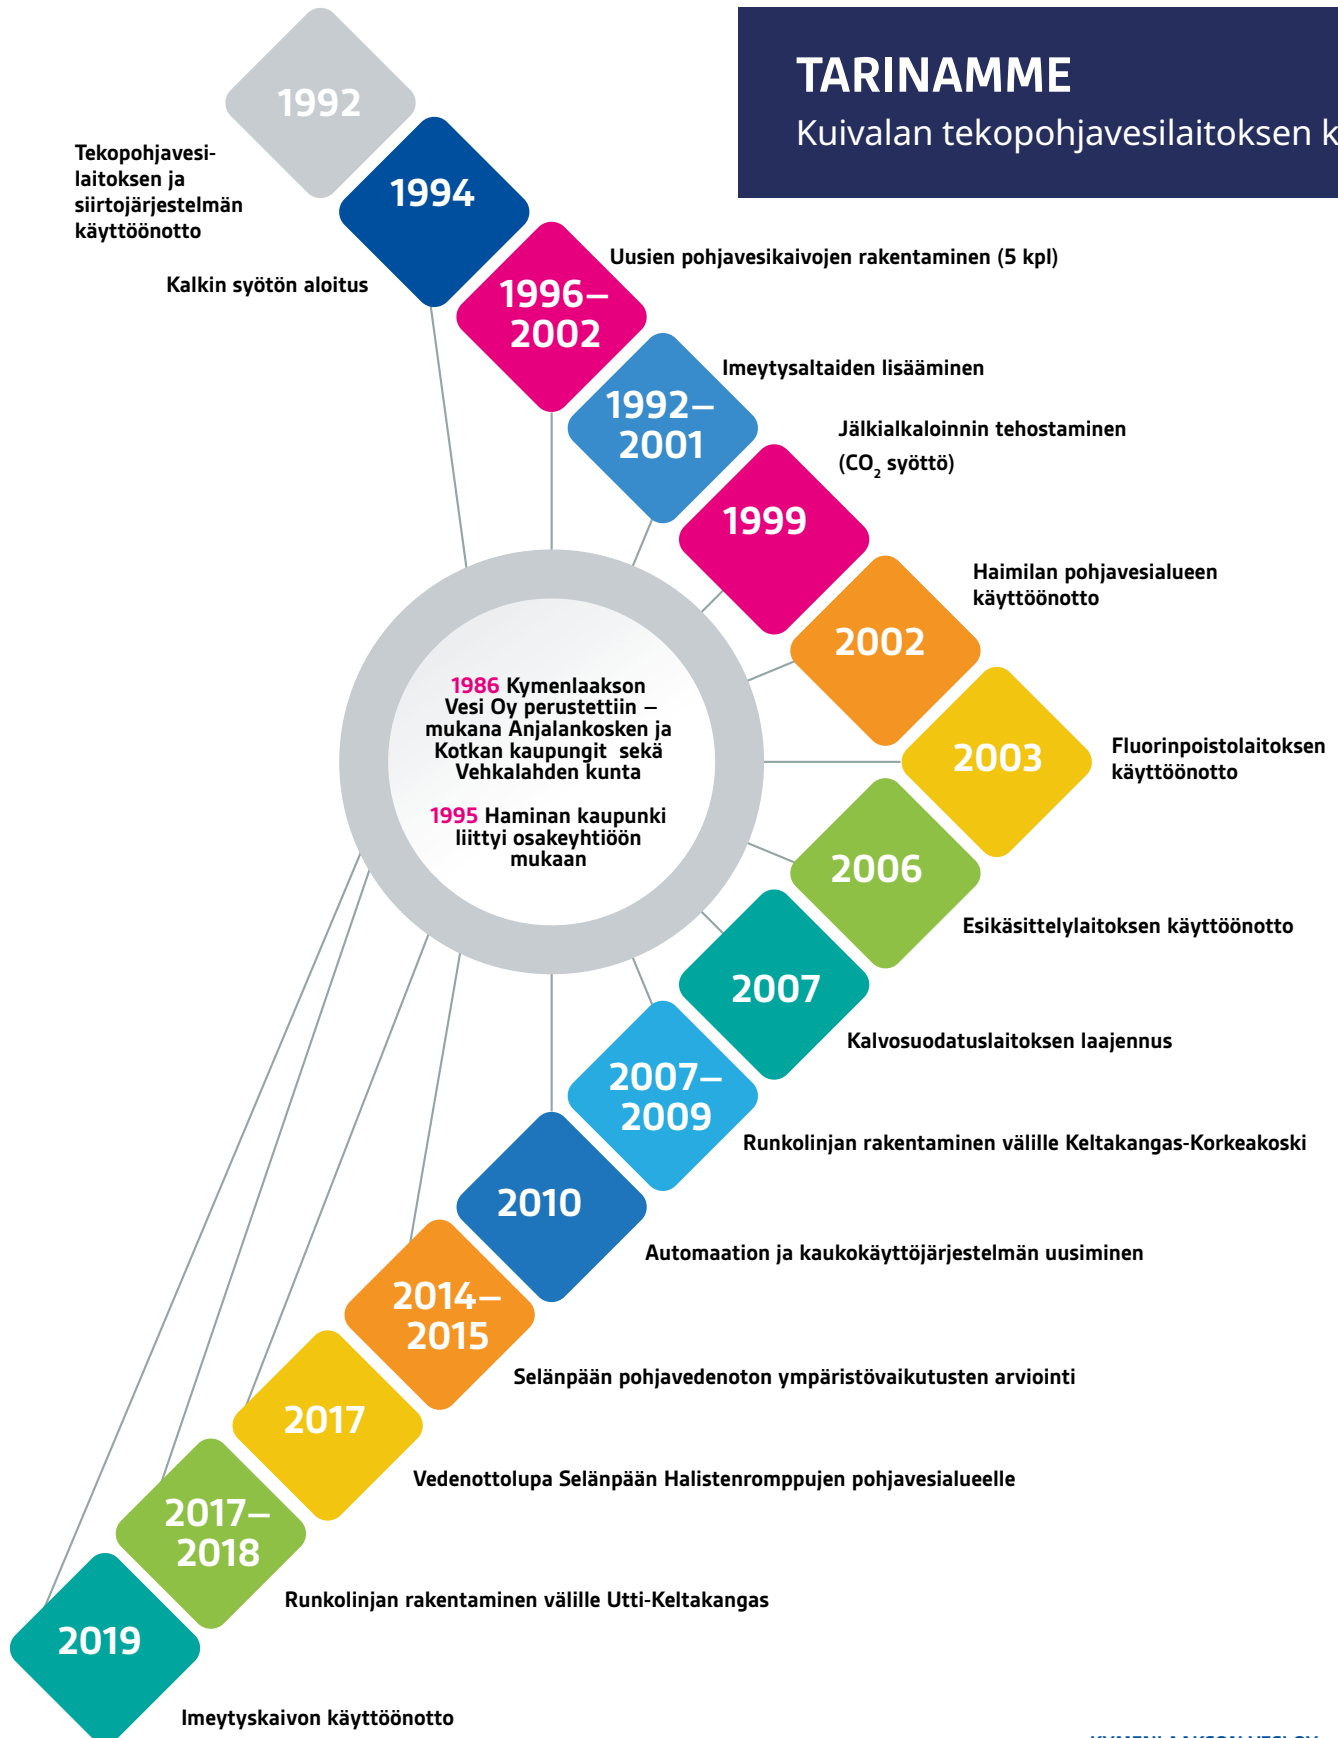 TARINAMME
Kuivalan tekopohjavesilaitoksen
1992
Tekopohjavesi-
laitoksen ja
siirtojärjestelmän
käyttöönotto
1994
Kalkin syötön aloitus
1996–
2002
Uusien pohjavesikaivojen rakentaminen (5 kpl)
1992–
2001
Imeytysaltaiden lisääminen
1999
Jälkialkaloinnin tehostaminen
(CO₂ syöttö)
2002
Haimilan pohjavesialueen
käyttöönotto
2003
Fluorinpoistolaitoksen
käyttöönotto
1986 Kymenlaakson
Vesi Oy perustettiin –
mukana Anjalankosken ja
Kotkan kaupungit sekä
Vehkalahden kunta
1995 Haminan kaupunki
liittyi osakeyhtiöön
mukaan
2006
Esikäsittelylaitoksen käyttöönotto
2007
Kalvosuodatuslaitoksen laajennus
2007–
2009
Runkolinjan rakentaminen välille Keltakangas-Korkeakoski
2010
Automaation ja kaukokäyttöjärjestelmän uusiminen
2014–
2015
Selänpään pohjavedenoton ympäristövaikutusten arviointi
2017
Vedenottolupa Selänpään Halistenromppujen pohjavesialueelle
2017–
2018
Runkolinjan rakentaminen välille Utti-Keltakangas
2019
Imeytyskaivon käyttöönotto